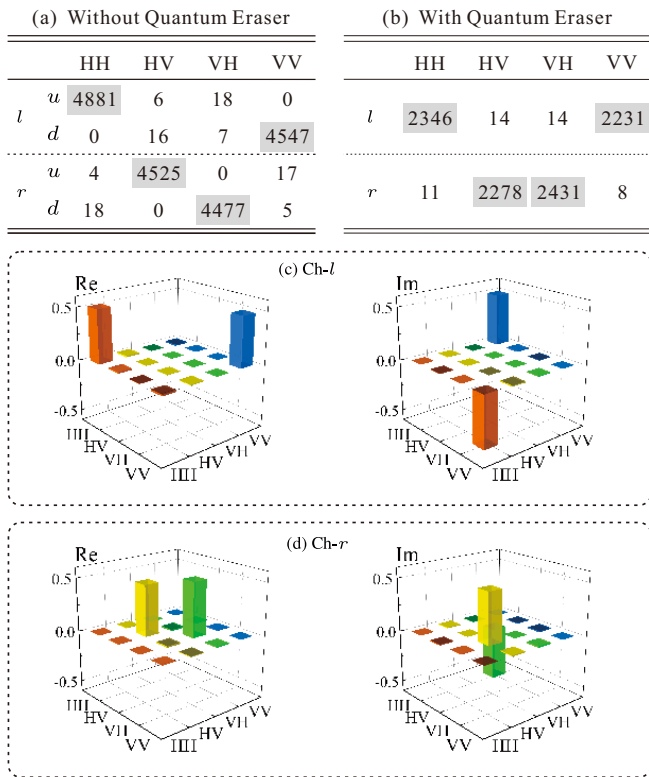 (a) Without Quantum Eraser
HH HV VH VV
l u 4881 6 18 0
d 0 16 7 4547
r u 4 4525 0 17
d 18 0 4477 5
(b) With Quantum Eraser
HH HV VH VV
l 2346 14 14 2231
r 11 2278 2431 8
(c) Ch-l
Re
0.5
0.0
-0.5
HH
HV
VH
VV
HH
HV
VH
VV
Im
0.5
0.0
-0.5
HH
HV
VH
VV
HH
HV
VH
VV
(d) Ch-r
Re
0.5
0.0
-0.5
HH
HV
VH
VV
HH
HV
VH
VV
Im
0.5
0.0
-0.5
HH
HV
VH
VV
HH
HV
VH
VV